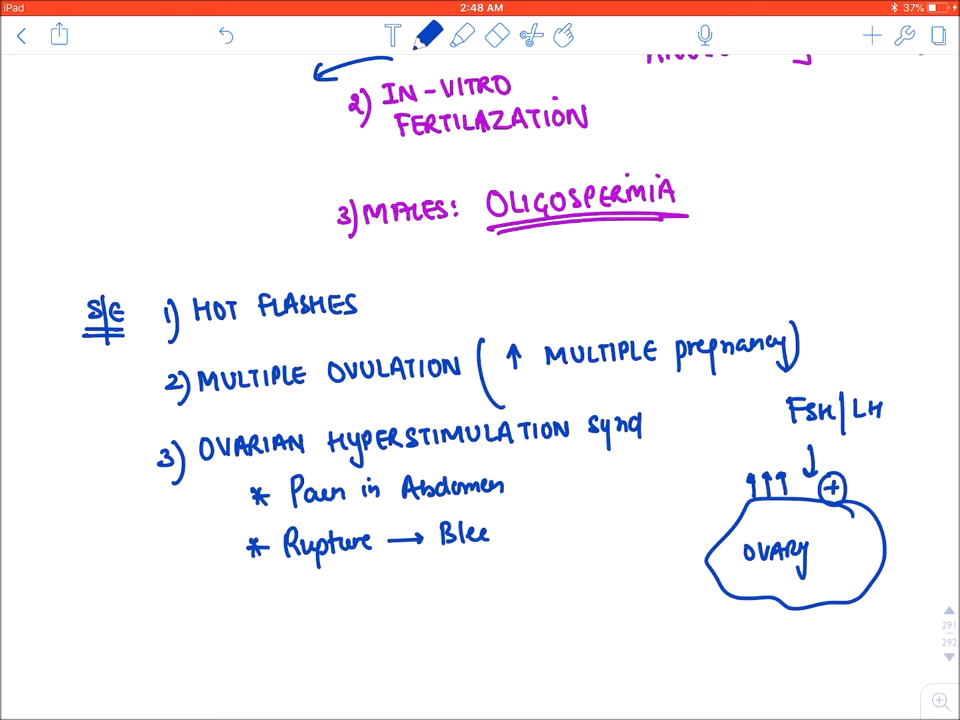 iPad
2:48 AM
37%
T
2) IN-VITRO
FERTILAZATION
3) MALES: OLIGOSPERMIA
S/E 1) HOT FLASHES
2) MULTIPLE OVULATION (↑ MULTIPLE pregnancy)
3) OVARIAN HYPERSTIMULATION Synd
* Pain in Abdomen
* Rupture → Blee
FSH/LH
↓
↑↑↑ +
OVARY
291
292